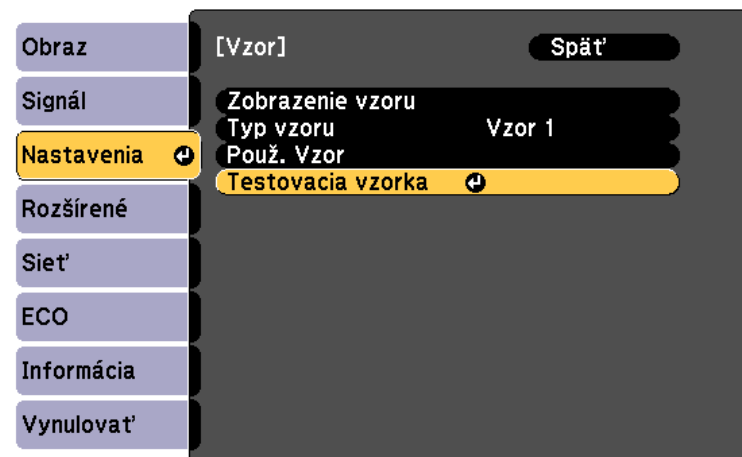 Obraz
Signál
Nastavenia
Rozšírené
Sieť
ECO
Informácia
Vynulovať
[Vzor]
Späť
Zobrazenie vzoru
Typ vzoru Vzor 1
Použ. Vzor
Testovacia vzorka